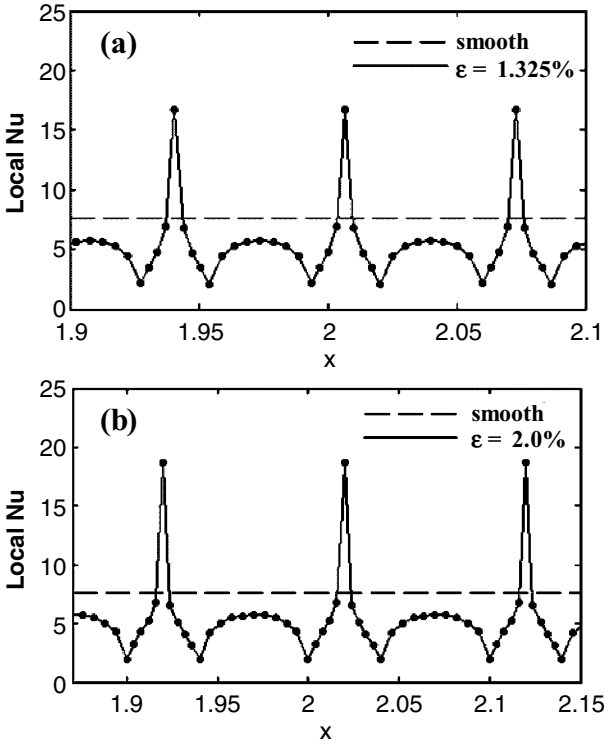 (a)
smooth
ε = 1.325%
25
20
15
10
5
0
Local Nu
1.9 1.95 2 2.05 2.1
x
(b)
smooth
ε = 2.0%
25
20
15
10
5
0
Local Nu
1.9 1.95 2 2.05 2.10 2.15
x